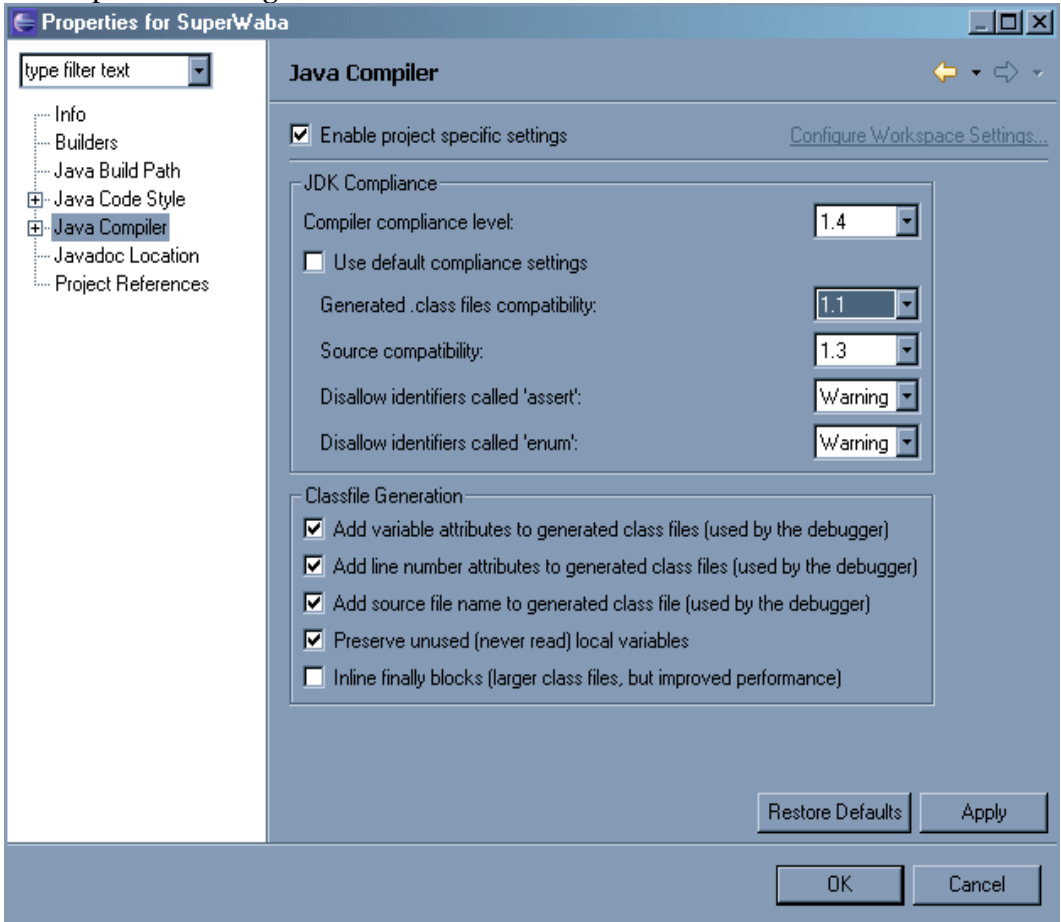 Properties for SuperWaba
type filter text
Info
Builders
Java Build Path
Java Code Style
Java Compiler
Javadoc Location
Project References
Java Compiler
Enable project specific settings
Configure Workspace Settings...
JDK Compliance
Compiler compliance level: 1.4
Use default compliance settings
Generated .class files compatibility: 1.1
Source compatibility: 1.3
Disallow identifiers called 'assert': Warning
Disallow identifiers called 'enum': Warning
Classfile Generation
Add variable attributes to generated class files (used by the debugger)
Add line number attributes to generated class files (used by the debugger)
Add source file name to generated class file (used by the debugger)
Preserve unused (never read) local variables
Inline finally blocks (larger class files, but improved performance)
Restore Defaults Apply
OK Cancel